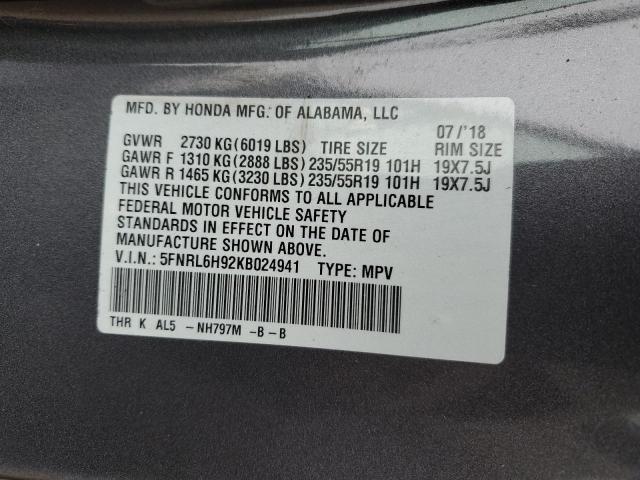 MFD. BY HONDA MFG. OF ALABAMA, LLC 07/'18
GVWR 2730 KG(6019 LBS) TIRE SIZE RIM SIZE
GAWR F 1310 KG(2888 LBS) 235/55R19 101H 19X7.5J
GAWR R 1465 KG(3230 LBS) 235/55R19 101H 19X7.5J
THIS VEHICLE CONFORMS TO ALL APPLICABLE
FEDERAL MOTOR VEHICLE SAFETY
STANDARDS IN EFFECT ON THE DATE OF
MANUFACTURE SHOWN ABOVE.
V.I.N.: 5FNRL6H92KB024941 TYPE: MPV
THR K AL5 - NH797M -B -B